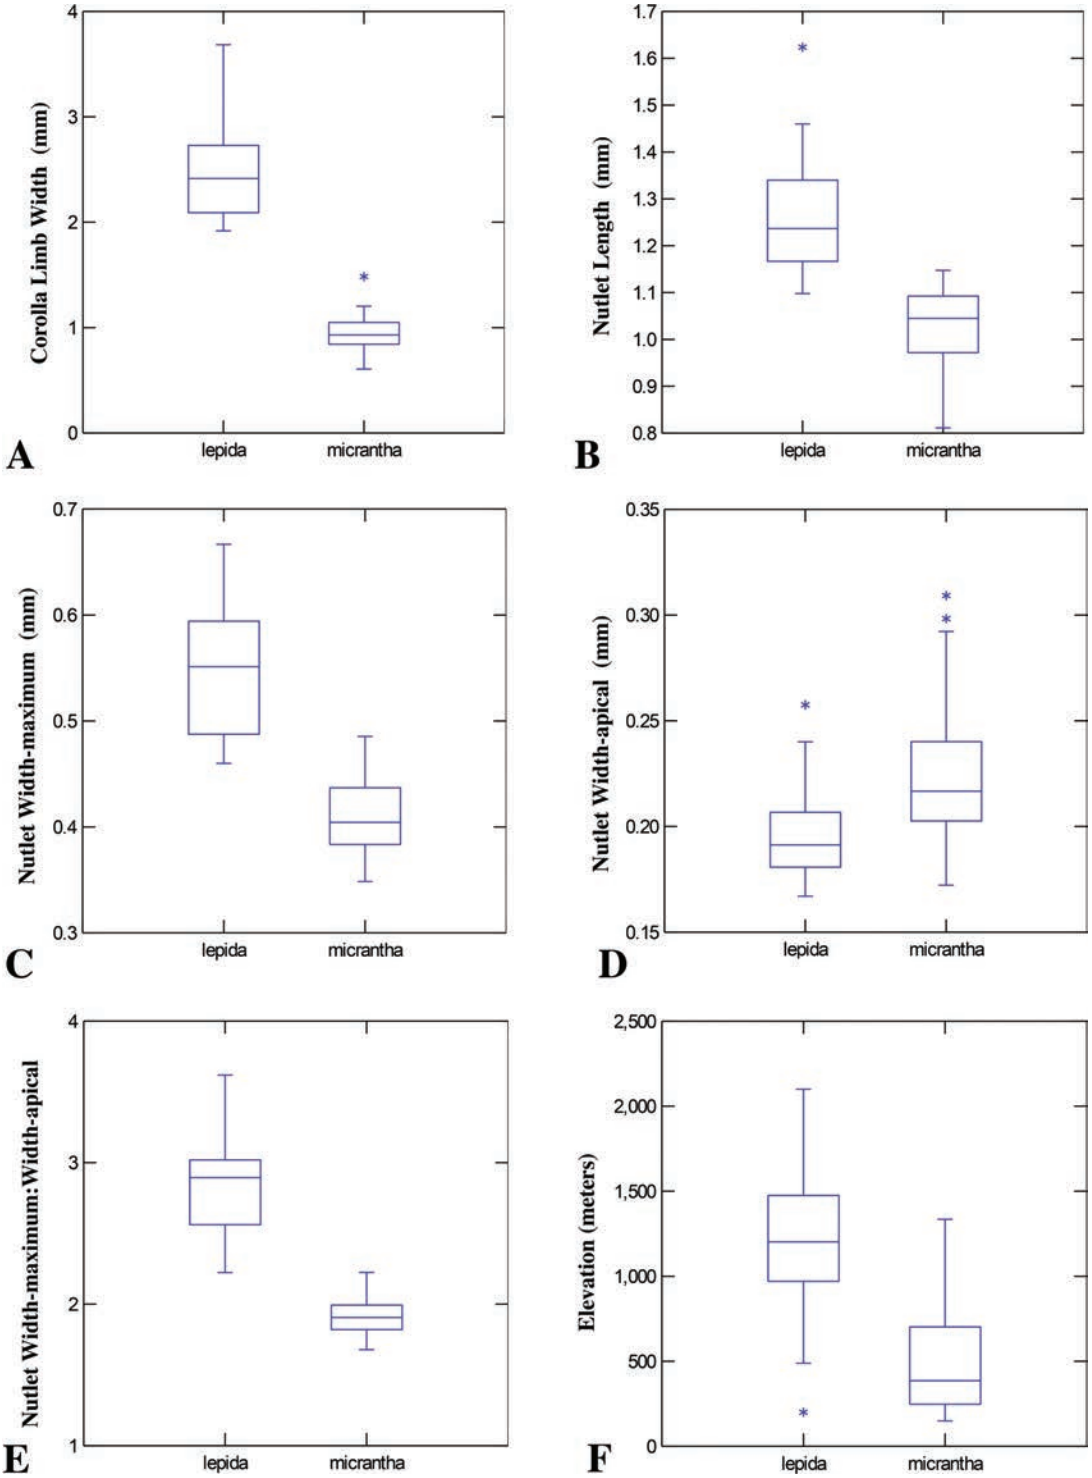 4
3
2
1
0
Corolla Limb Width (mm)
lepida micrantha
A
1.7
1.6
1.5
1.4
1.3
1.2
1.1
1.0
0.9
0.8
Nutlet Length (mm)
lepida micrantha
B
0.7
0.6
0.5
0.4
0.3
Nutlet Width-maximum (mm)
lepida micrantha
C
0.35
0.30
0.25
0.20
0.15
Nutlet Width-apical (mm)
lepida micrantha
D
4
3
2
1
Nutlet Width-maximum:Width-apical
lepida micrantha
E
2,500
2,000
1,500
1,000
500
0
Elevation (meters)
lepida micrantha
F